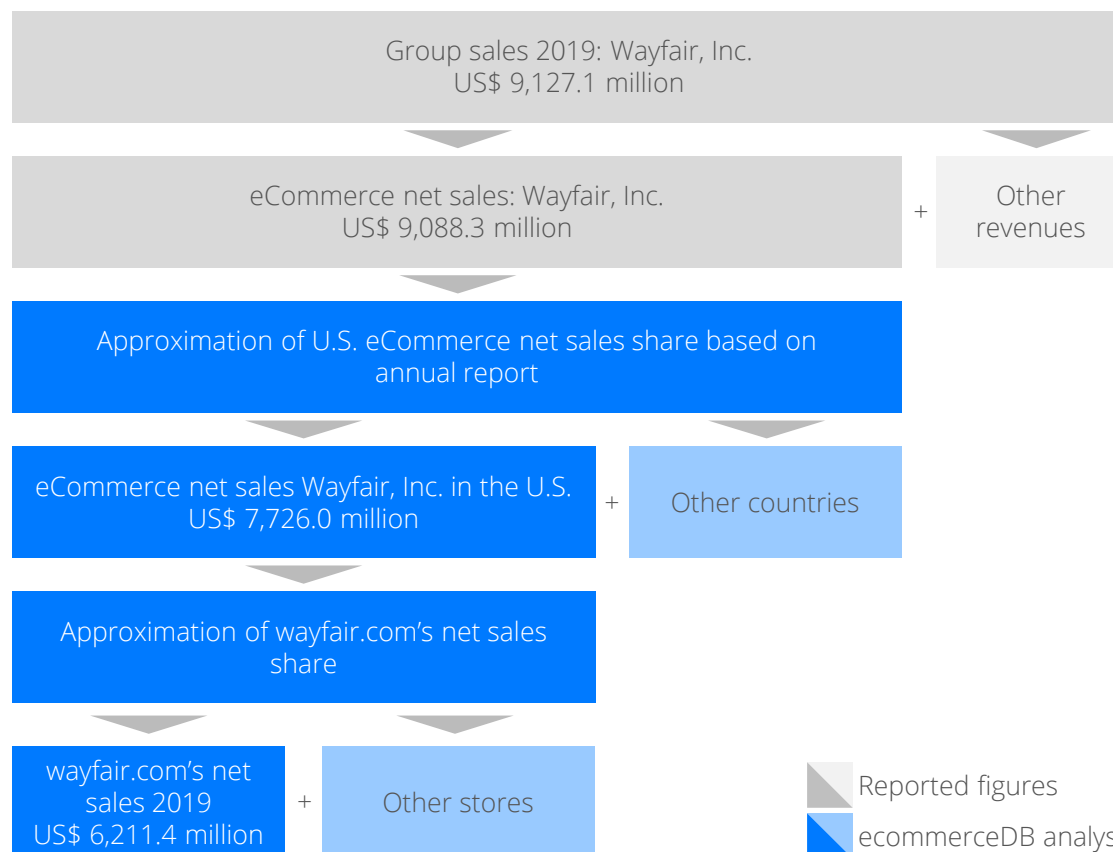 Group sales 2019: Wayfair, Inc.
US$ 9,127.1 million
eCommerce net sales: Wayfair, Inc.
US$ 9,088.3 million
+
Other
revenues
Approximation of U.S. eCommerce net sales share based on
annual report
eCommerce net sales Wayfair, Inc. in the U.S.
US$ 7,726.0 million
+
Other countries
Approximation of wayfair.com's net sales
share
wayfair.com's net
sales 2019
US$ 6,211.4 million
+
Other stores
Reported figures
ecommerceDB analys